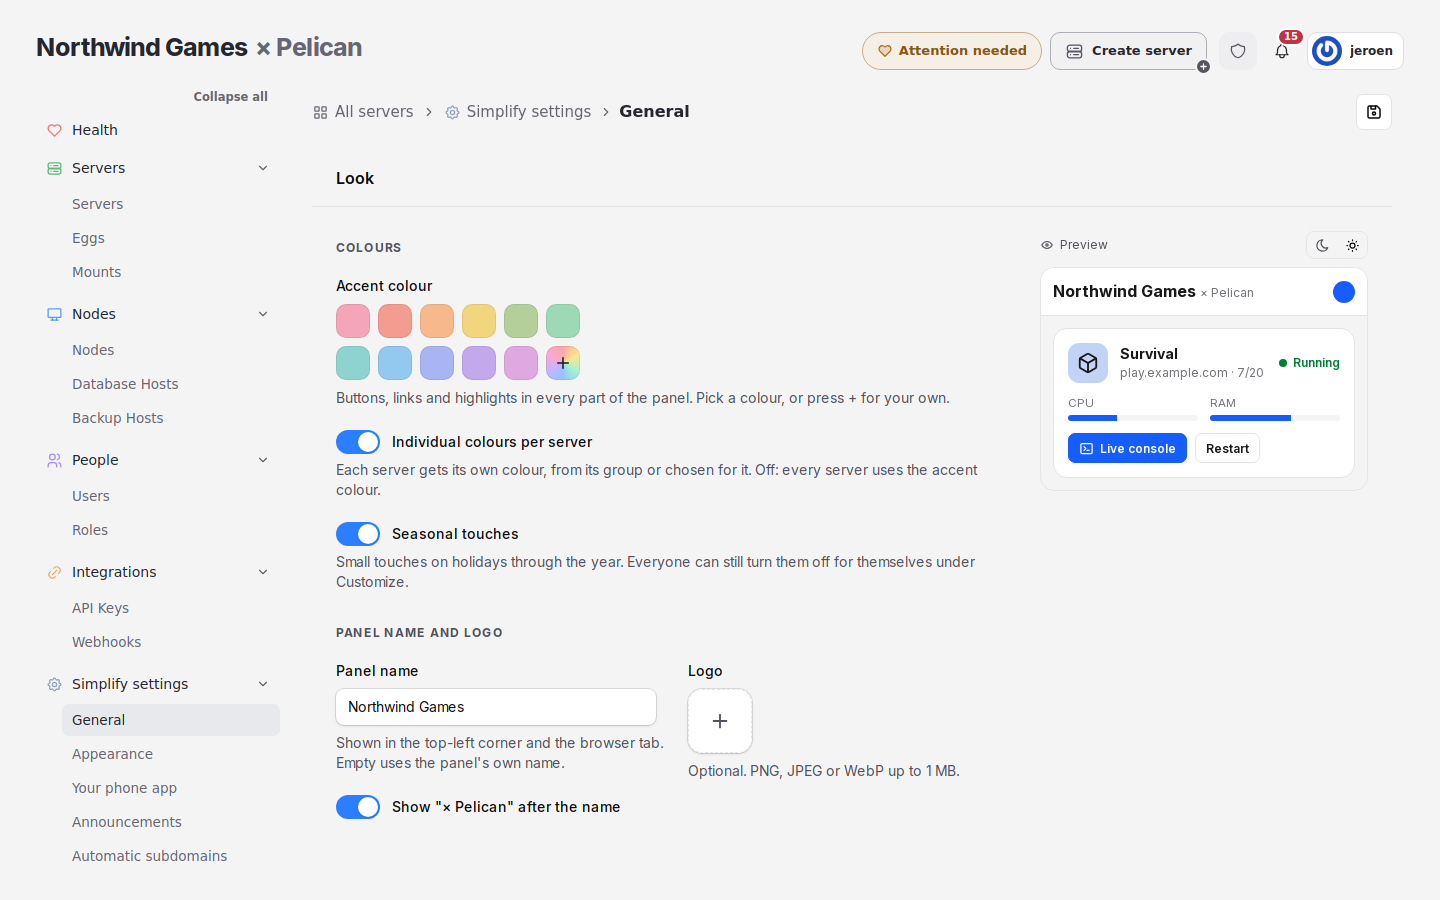 Northwind Games × Pelican
Attention needed
Create server
15
jeroen
Collapse all
Health
Servers
Servers
Eggs
Mounts
Nodes
Nodes
Database Hosts
Backup Hosts
People
Users
Roles
Integrations
API Keys
Webhooks
Simplify settings
General
Appearance
Your phone app
Announcements
Automatic subdomains
All servers > Simplify settings > General
Look
COLOURS
Accent colour
Buttons, links and highlights in every part of the panel. Pick a colour, or press + for your own.
Individual colours per server
Each server gets its own colour, from its group or chosen for it. Off: every server uses the accent
colour.
Seasonal touches
Small touches on holidays through the year. Everyone can still turn them off for themselves under
Customize.
PANEL NAME AND LOGO
Panel name
Northwind Games
Shown in the top-left corner and the browser tab.
Empty uses the panel's own name.
Logo
Optional. PNG, JPEG or WebP up to 1 MB.
Show "× Pelican" after the name
Preview
Northwind Games × Pelican
Survival
play.example.com · 7/20
Running
CPU
RAM
Live console
Restart